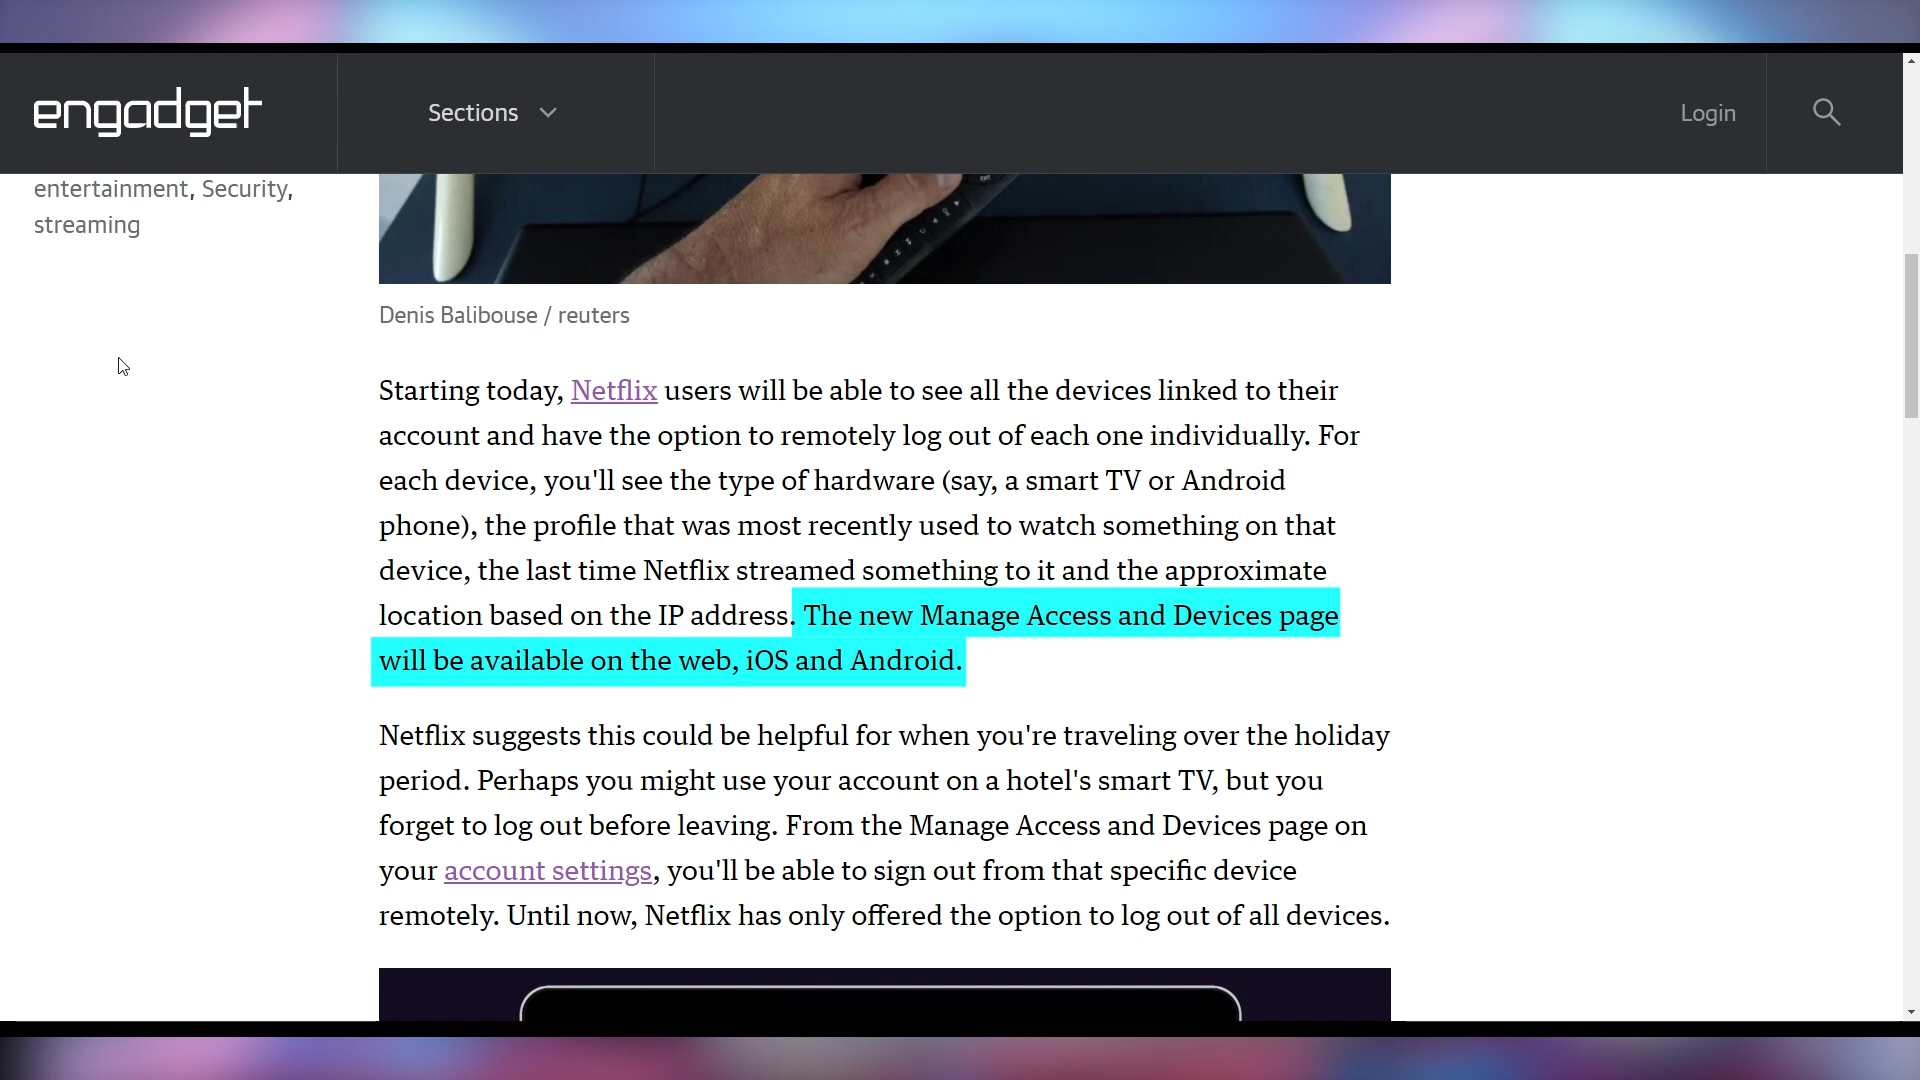 engadget
Sections
Login
entertainment, Security,
streaming
Denis Balibouse / reuters
Starting today, Netflix users will be able to see all the devices linked to their
account and have the option to remotely log out of each one individually. For
each device, you'll see the type of hardware (say, a smart TV or Android
phone), the profile that was most recently used to watch something on that
device, the last time Netflix streamed something to it and the approximate
location based on the IP address. The new Manage Access and Devices page
will be available on the web, iOS and Android.
Netflix suggests this could be helpful for when you're traveling over the holiday
period. Perhaps you might use your account on a hotel's smart TV, but you
forget to log out before leaving. From the Manage Access and Devices page on
your account settings, you'll be able to sign out from that specific device
remotely. Until now, Netflix has only offered the option to log out of all devices.